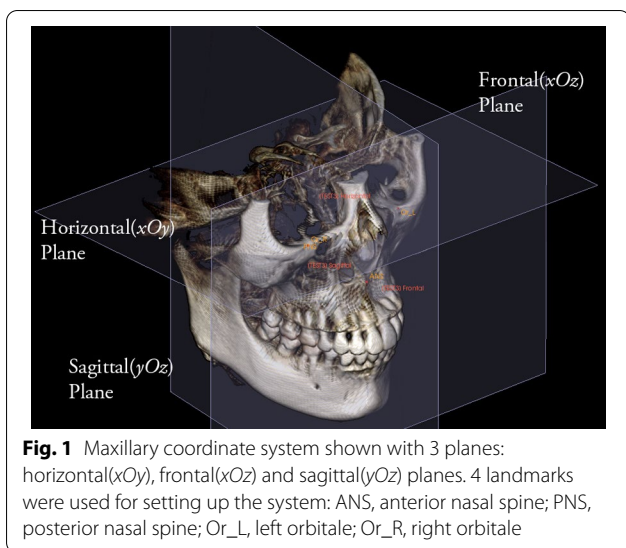 Frontal(xOz)
Plane
Horizontal(xOy)
Plane
ANS
Sagittal(yOz)
Plane
Fig. 1 Maxillary coordinate system shown with 3 planes:
horizontal(xOy), frontal(xOz) and sagittal(yOz) planes. 4 landmarks
were used for setting up the system: ANS, anterior nasal spine; PNS,
posterior nasal spine; Or_L, left orbitale; Or_R, right orbitale